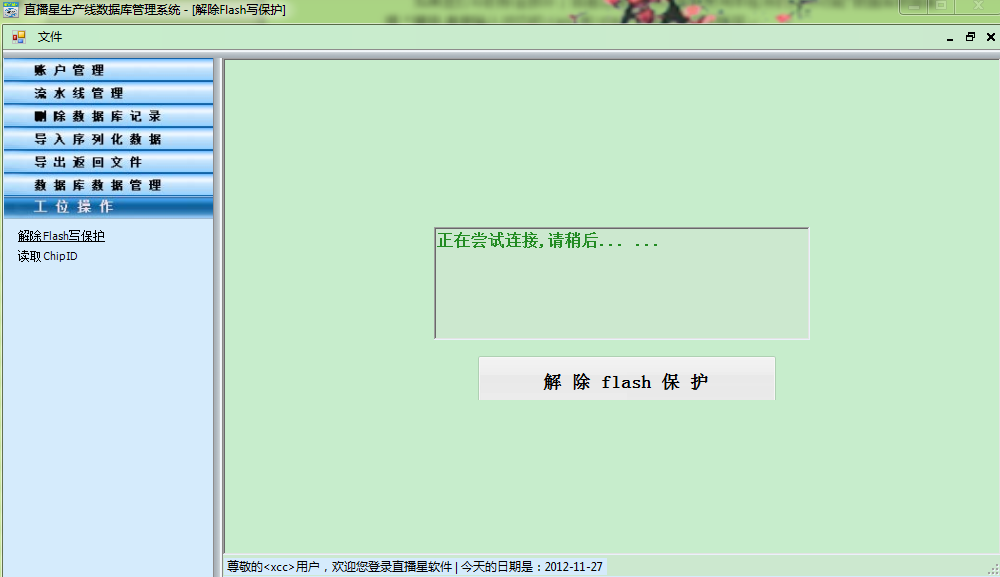 直播星生产线数据库管理系统 - [解除Flash写保护]
文件
账户管理
流水线管理
删除数据库记录
导入序列化数据
导出返回文件
数据库数据管理
工位操作
解除Flash写保护
读取ChipID
正在尝试连接,请稍后... ...
解 除 flash 保 护
尊敬的<xcc>用户，欢迎您登录直播星软件 | 今天的日期是：2012-11-27